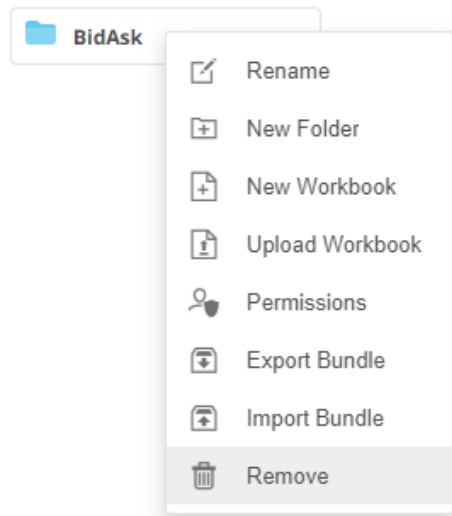 BidAsk
Rename
New Folder
New Workbook
Upload Workbook
Permissions
Export Bundle
Import Bundle
Remove